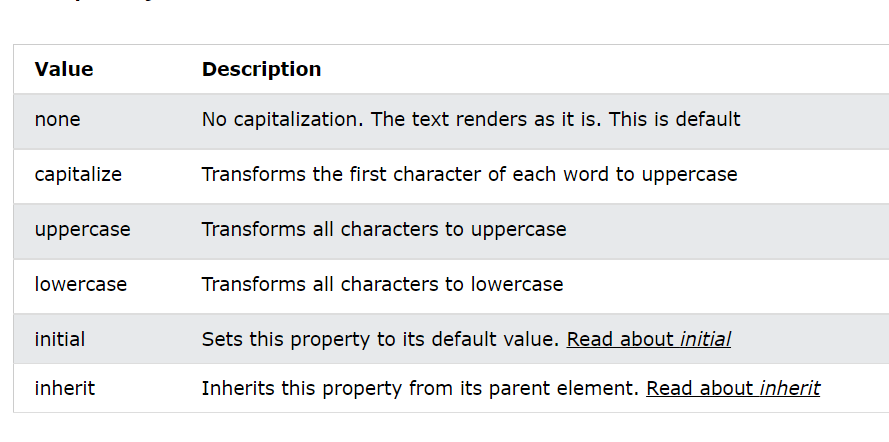 Value Description
none No capitalization. The text renders as it is. This is default
capitalize Transforms the first character of each word to uppercase
uppercase Transforms all characters to uppercase
lowercase Transforms all characters to lowercase
initial Sets this property to its default value. Read about initial
inherit Inherits this property from its parent element. Read about inherit